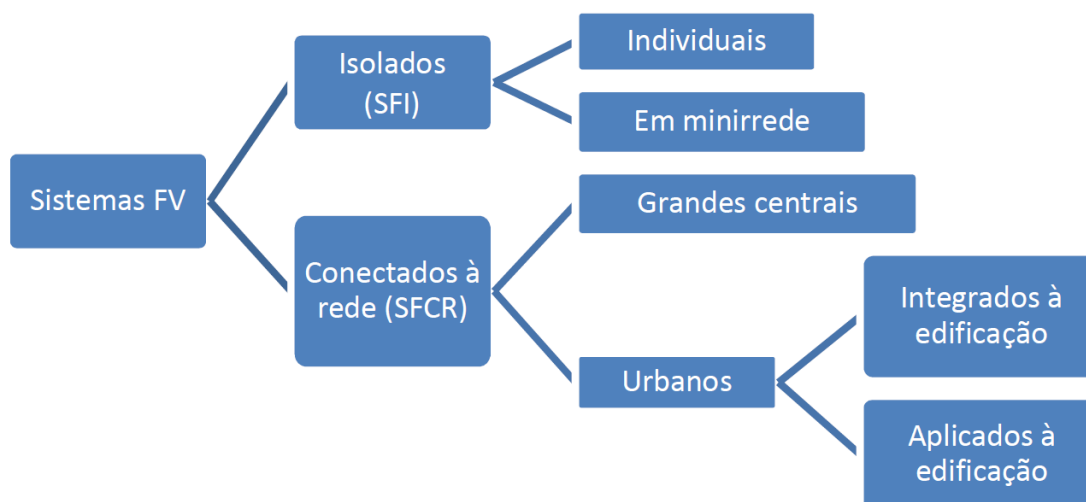 Sistemas FV
Isolados
(SFI)
Individuais
Em minirrede
Conectados à
rede (SFCR)
Grandes centrais
Urbanos
Integrados à
edificação
Aplicados à
edificação